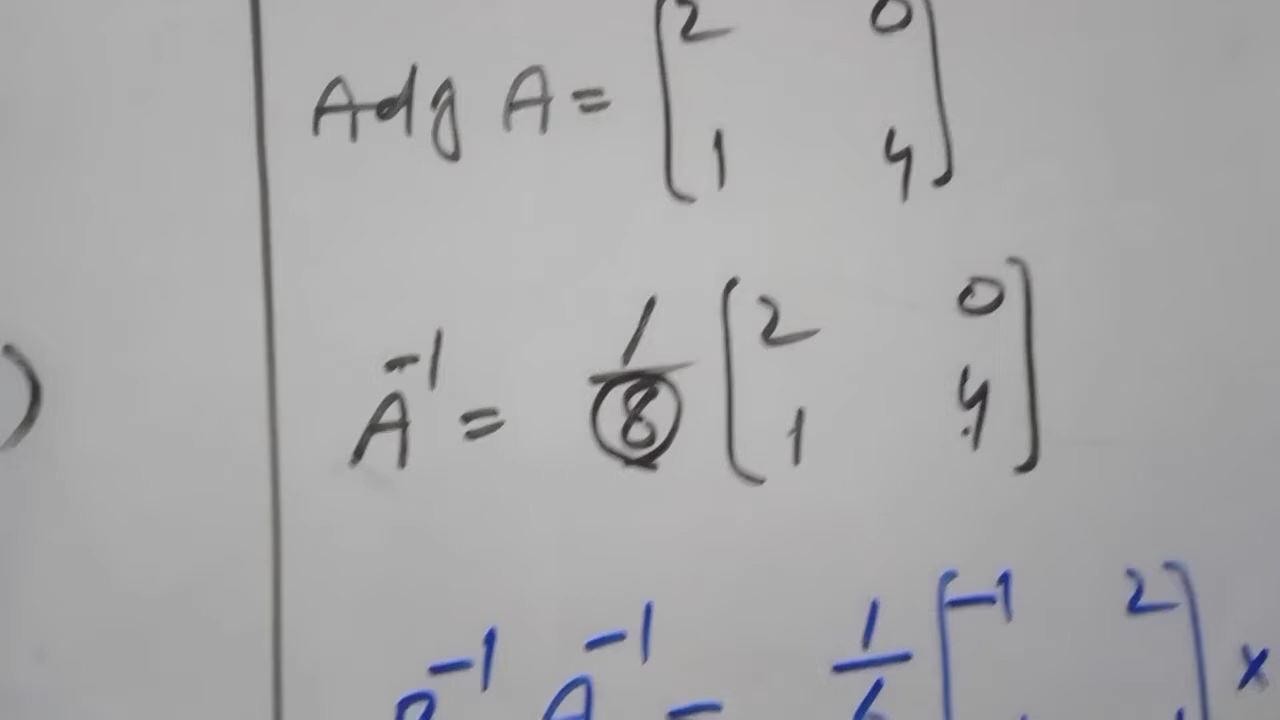 Adj A = [2 0
1 4]
A⁻¹ = 1/8 [2 0
1 4]
B⁻¹ A⁻¹ = 1/6 [-1 2 ] ×
)